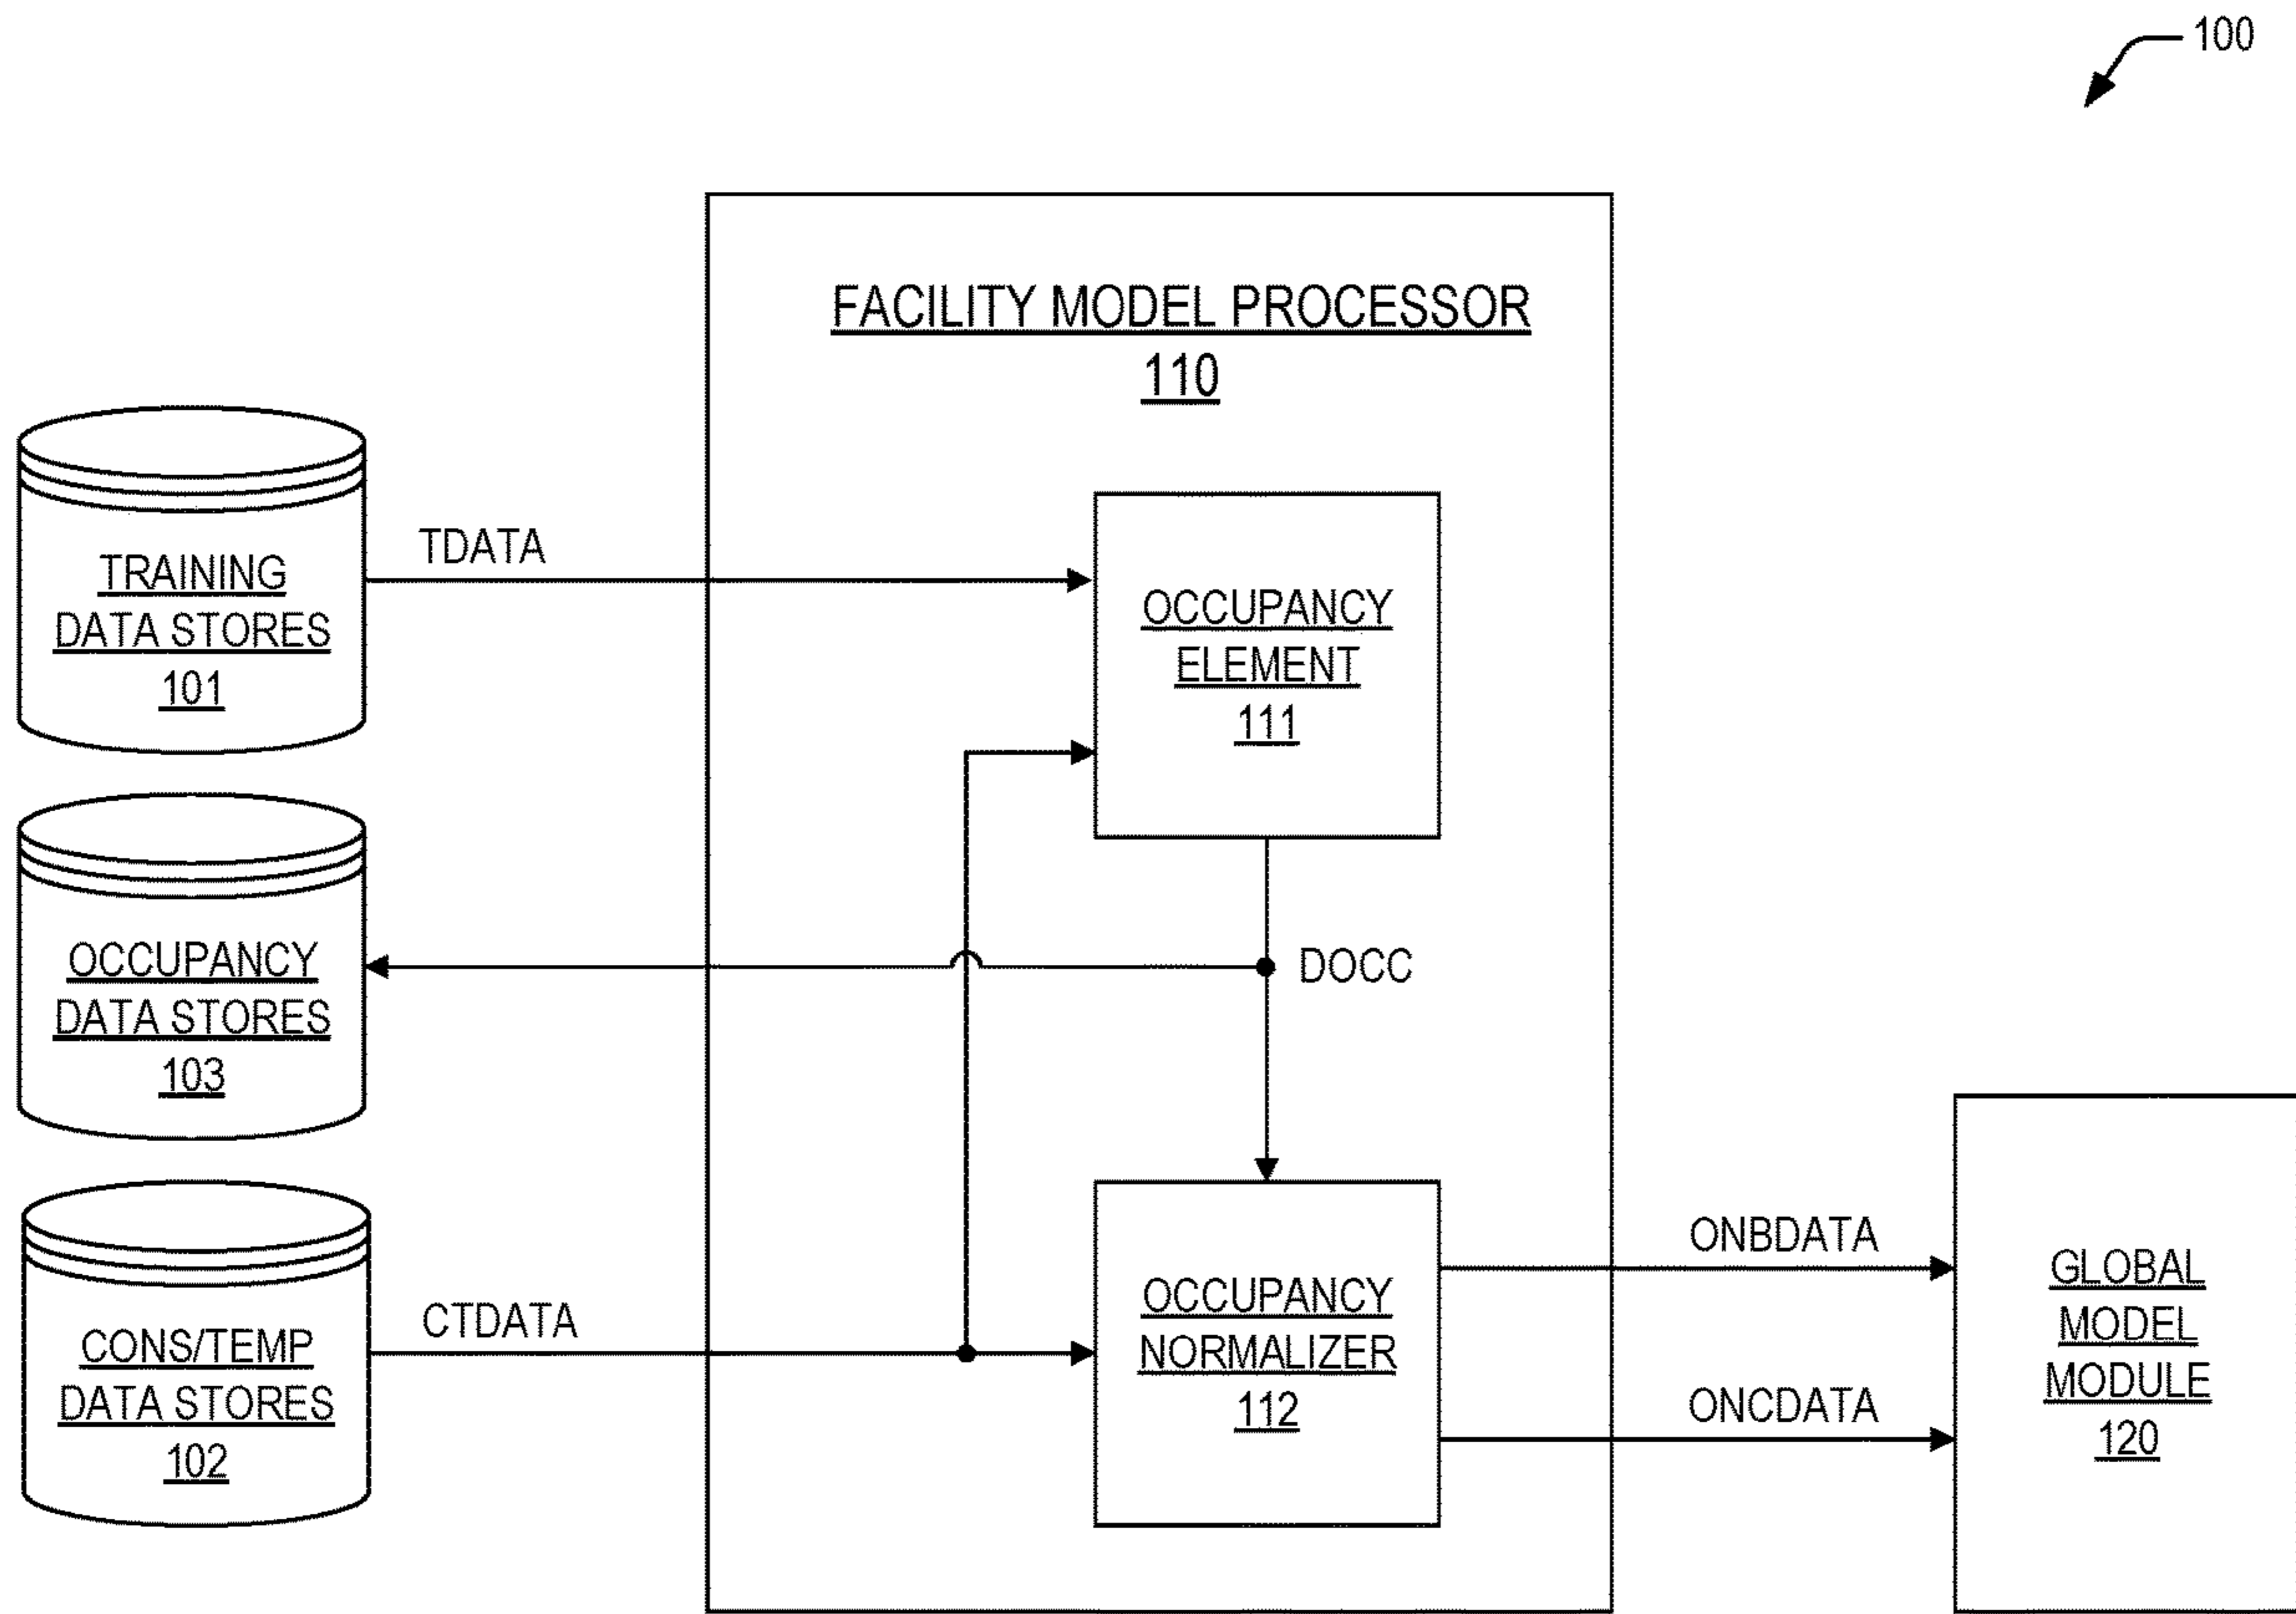 100
FACILITY MODEL PROCESSOR
110
TRAINING
DATA STORES
101
TDATA
OCCUPANCY
ELEMENT
111
OCCUPANCY
DATA STORES
103
DOCC
CONS/TEMP
DATA STORES
102
CTDATA
OCCUPANCY
NORMALIZER
112
ONBDATA
ONCDATA
GLOBAL
MODEL
MODULE
120